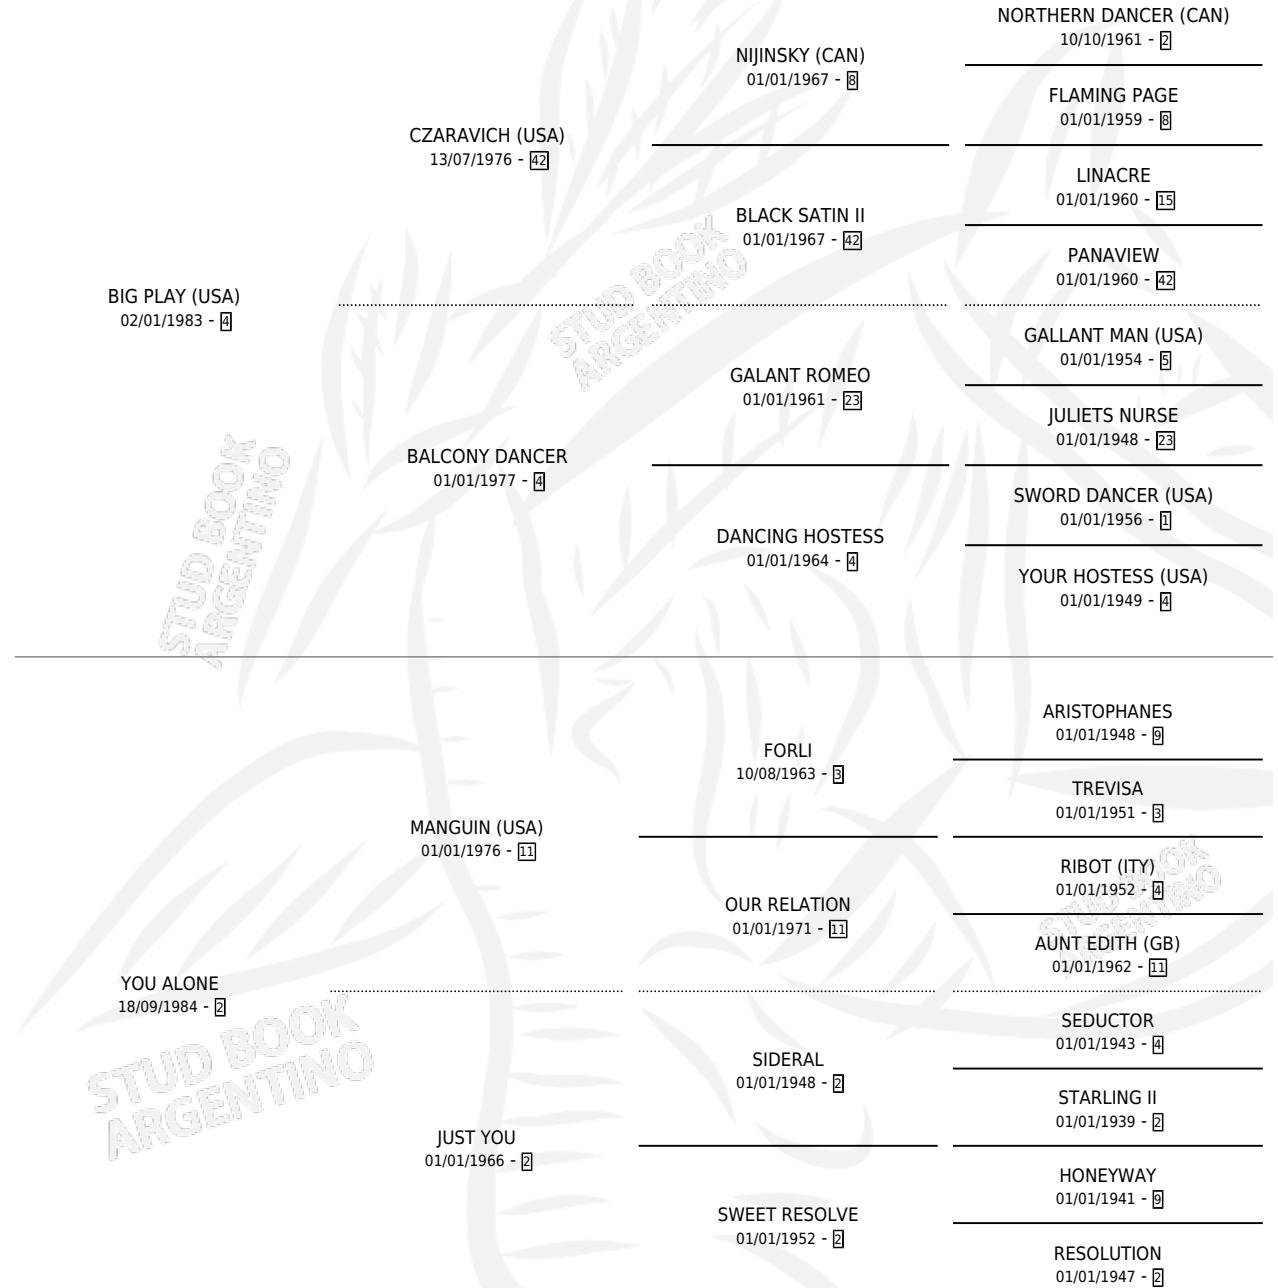 NORTHERN DANCER (CAN)
10/10/1961 - 2
NIJINSKY (CAN)
01/01/1967 - 8
FLAMING PAGE
01/01/1959 - 8
CZARAVICH (USA)
13/07/1976 - 42
LINACRE
01/01/1960 - 15
BLACK SATIN II
01/01/1967 - 42
PANAVIEW
01/01/1960 - 42
BIG PLAY (USA)
02/01/1983 - 4
GALLANT MAN (USA)
01/01/1954 - 5
GALANT ROMEO
01/01/1961 - 23
JULIETS NURSE
01/01/1948 - 23
BALCONY DANCER
01/01/1977 - 4
SWORD DANCER (USA)
01/01/1956 - 1
DANCING HOSTESS
01/01/1964 - 4
YOUR HOSTESS (USA)
01/01/1949 - 4
STUD BOOK
ARGENTINO
STUD BOOK
ARGENTINO
ARISTOPHANES
01/01/1948 - 9
FORLI
10/08/1963 - 3
TREVISA
01/01/1951 - 3
MANGUIN (USA)
01/01/1976 - 11
RIBOT (ITY)
01/01/1952 - 4
OUR RELATION
01/01/1971 - 11
AUNT EDITH (GB)
01/01/1962 - 11
YOU ALONE
18/09/1984 - 2
SEDUCTOR
01/01/1943 - 4
SIDERAL
01/01/1948 - 2
STARLING II
01/01/1939 - 2
JUST YOU
01/01/1966 - 2
HONEYWAY
01/01/1941 - 9
SWEET RESOLVE
01/01/1952 - 2
RESOLUTION
01/01/1947 - 2
STUD BOOK
ARGENTINO
STUD BOOK
ARGENTINO